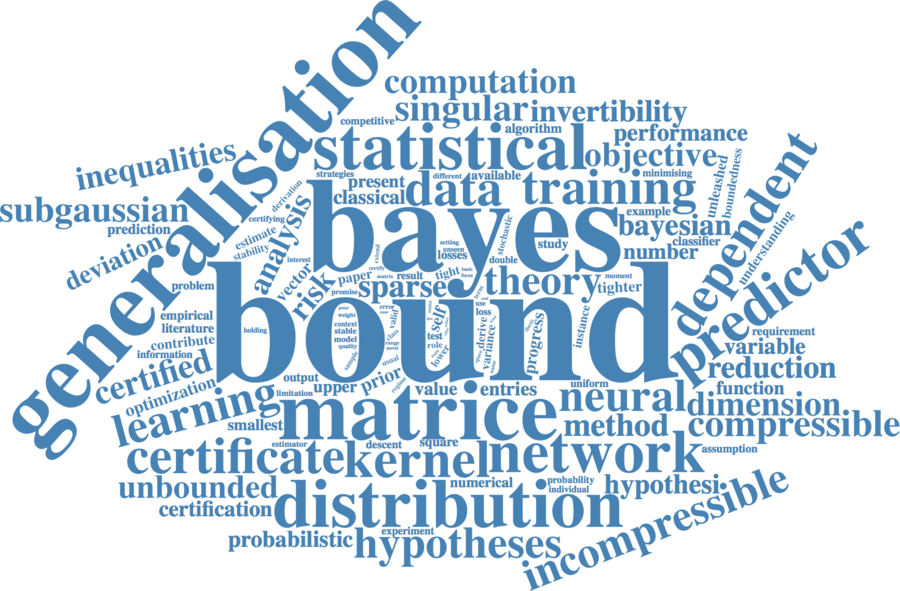 generalisation
computation
singular
invertibility
competitive
algorithm
performance
statistical
objective
inequalities
strategies
different
available
minimising
present
data
training
classical
unleashed
boundedness
dependent
subgaussian
prediction
derivation
certifying
bayes
example
bayesian
analysis
estimate
stability
stochastic
classifier
understanding
deviation
setting
unseen
losses
study
number
interest
vector
paper
matrix
result
tight
basic
form
double
theory
moment
tighter
problem
risk
promise
sparse
predictor
bound
empirical
literature
holding
weight
context
stable
model
quality
error
case
valid
class
range
novel
self
test
role
lower
use
loss
derive
variance
progress
instance
requirement
variable
contribute
information
sample
usual
regime
reduction
certified
optimization
output
limitation
upper
prior
value
entries
uniform
function
learning
smallest
matrice
neural
dimension
method
compressible
estimator
descent
square
assumption
certificate
kernel
network
unbounded
numerical
probability
individual
hypothesi
certification
distribution
incompressible
probabilistic
experiment
hypotheses